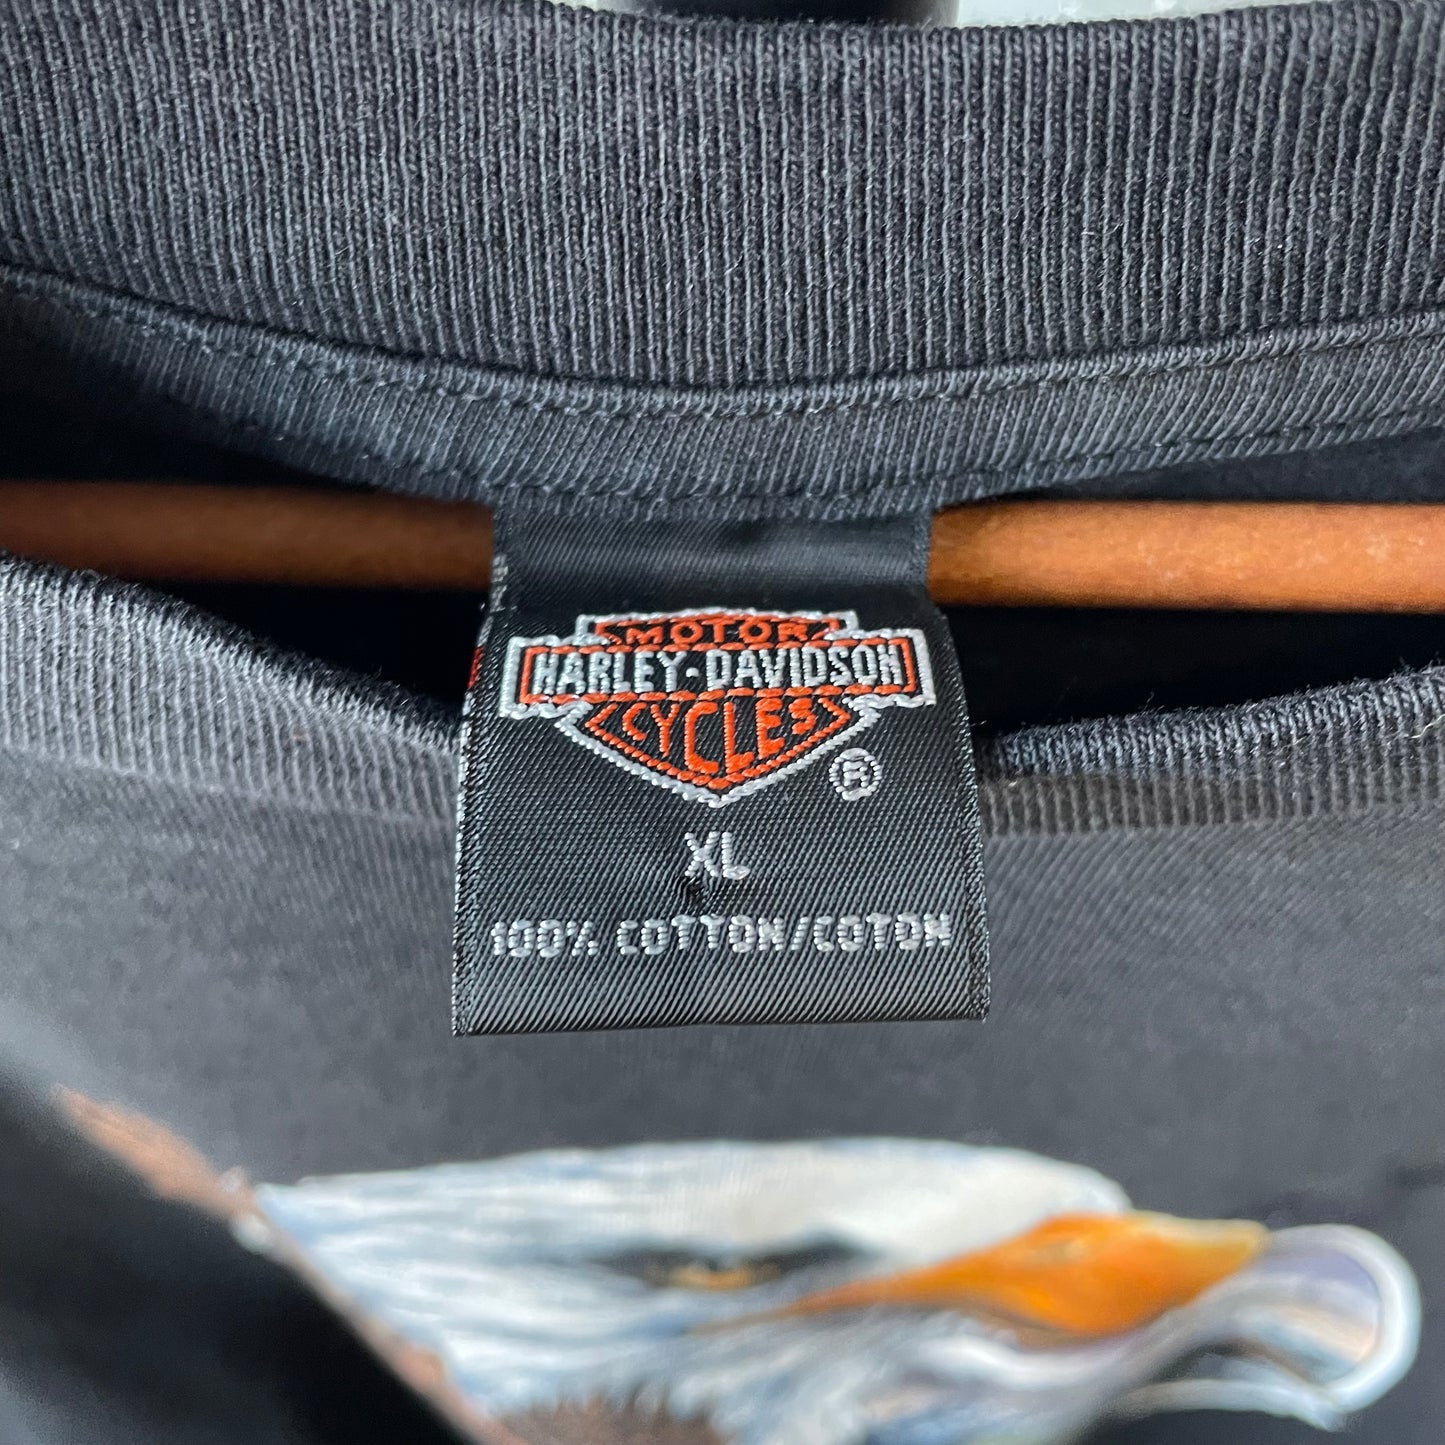 MOTOR
HARLEY-DAVIDSON
CYCLES
®
XL
100% COTTON/COTON